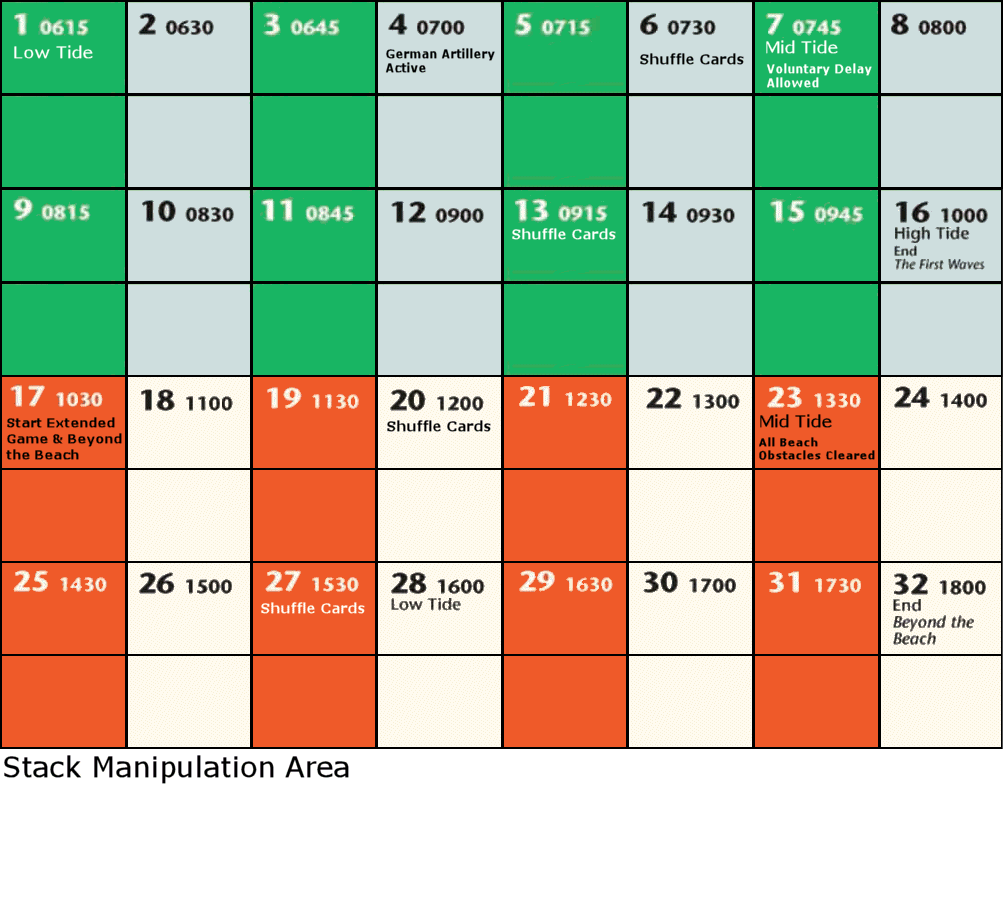 1 0615
Low Tide
2 0630
3 0645
4 0700
German Artillery
Active
5 0715
6 0730
Shuffle Cards
7 0745
Mid Tide
Voluntary Delay
Allowed
8 0800
9 0815
10 0830
11 0845
12 0900
13 0915
Shuffle Cards
14 0930
15 0945
16 1000
High Tide
End
The First Waves
17 1030
Start Extended
Game & Beyond
the Beach
18 1100
19 1130
20 1200
Shuffle Cards
21 1230
22 1300
23 1330
Mid Tide
All Beach
Obstacles Cleared
24 1400
25 1430
26 1500
27 1530
Shuffle Cards
28 1600
Low Tide
29 1630
30 1700
31 1730
32 1800
End
Beyond the
Beach
Stack Manipulation Area